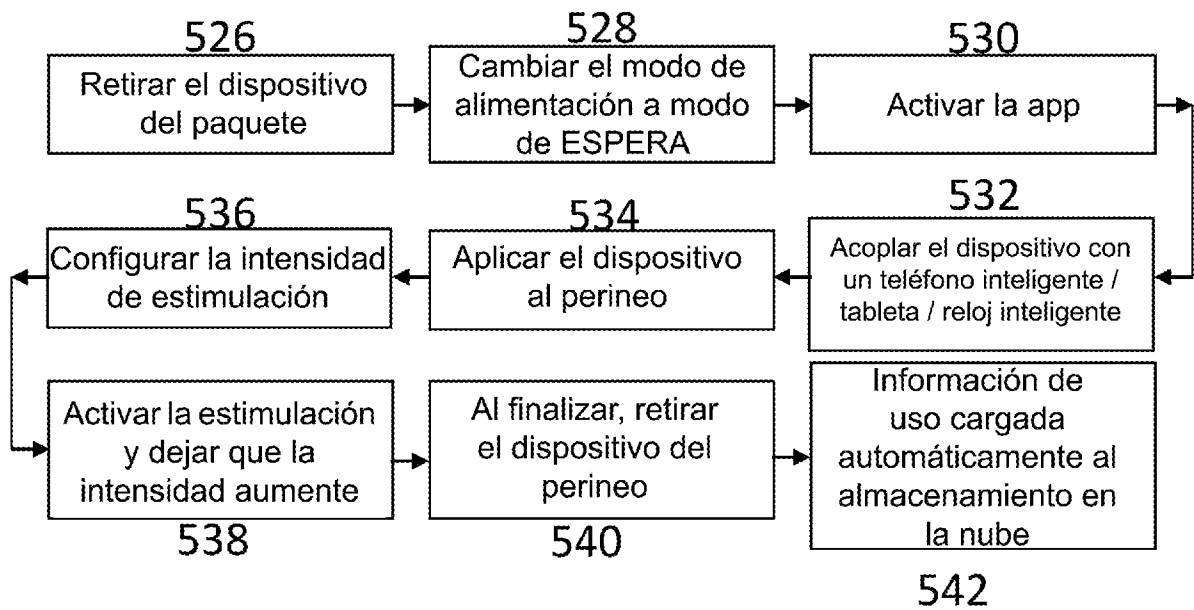 526
Retirar el dispositivo
del paquete
528
Cambiar el modo de
alimentación a modo
de ESPERA
530
Activar la app
532
Acoplar el dispositivo con
un teléfono inteligente /
tableta / reloj inteligente
534
Aplicar el dispositivo
al perineo
536
Configurar la intensidad
de estimulación
Activar la estimulación
y dejar que la
intensidad aumente
538
Al finalizar, retirar
el dispositivo del
perineo
540
Información de
uso cargada
automáticamente al
almacenamiento en
la nube
542